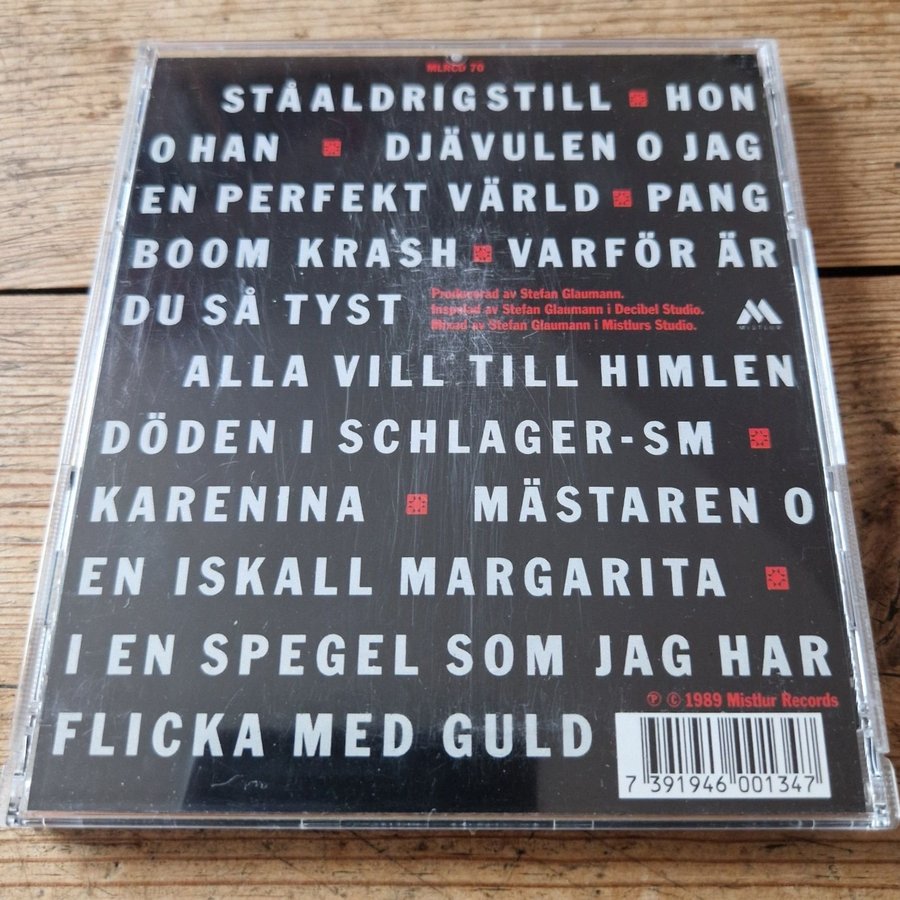 MLRCD 70
STÅALDRIGSTILL HON
O HAN DJÄVULEN O JAG
EN PERFEKT VÄRLD PANG
BOOM KRASH VARFÖR ÄR
DU SÅ TYST
Producerad av Stefan Glaumann.
Inspelad av Stefan Glaumann i Decibel Studio.
Mixad av Stefan Glaumann i Mistlurs Studio.
MISTLUR
ALLA VILL TILL HIMLEN
DÖDEN I SCHLAGER-SM
KARENINA MÄSTAREN O
EN ISKALL MARGARITA
I EN SPEGEL SOM JAG HAR
℗ © 1989 Mistlur Records
FLICKA MED GULD
7 391946 001347